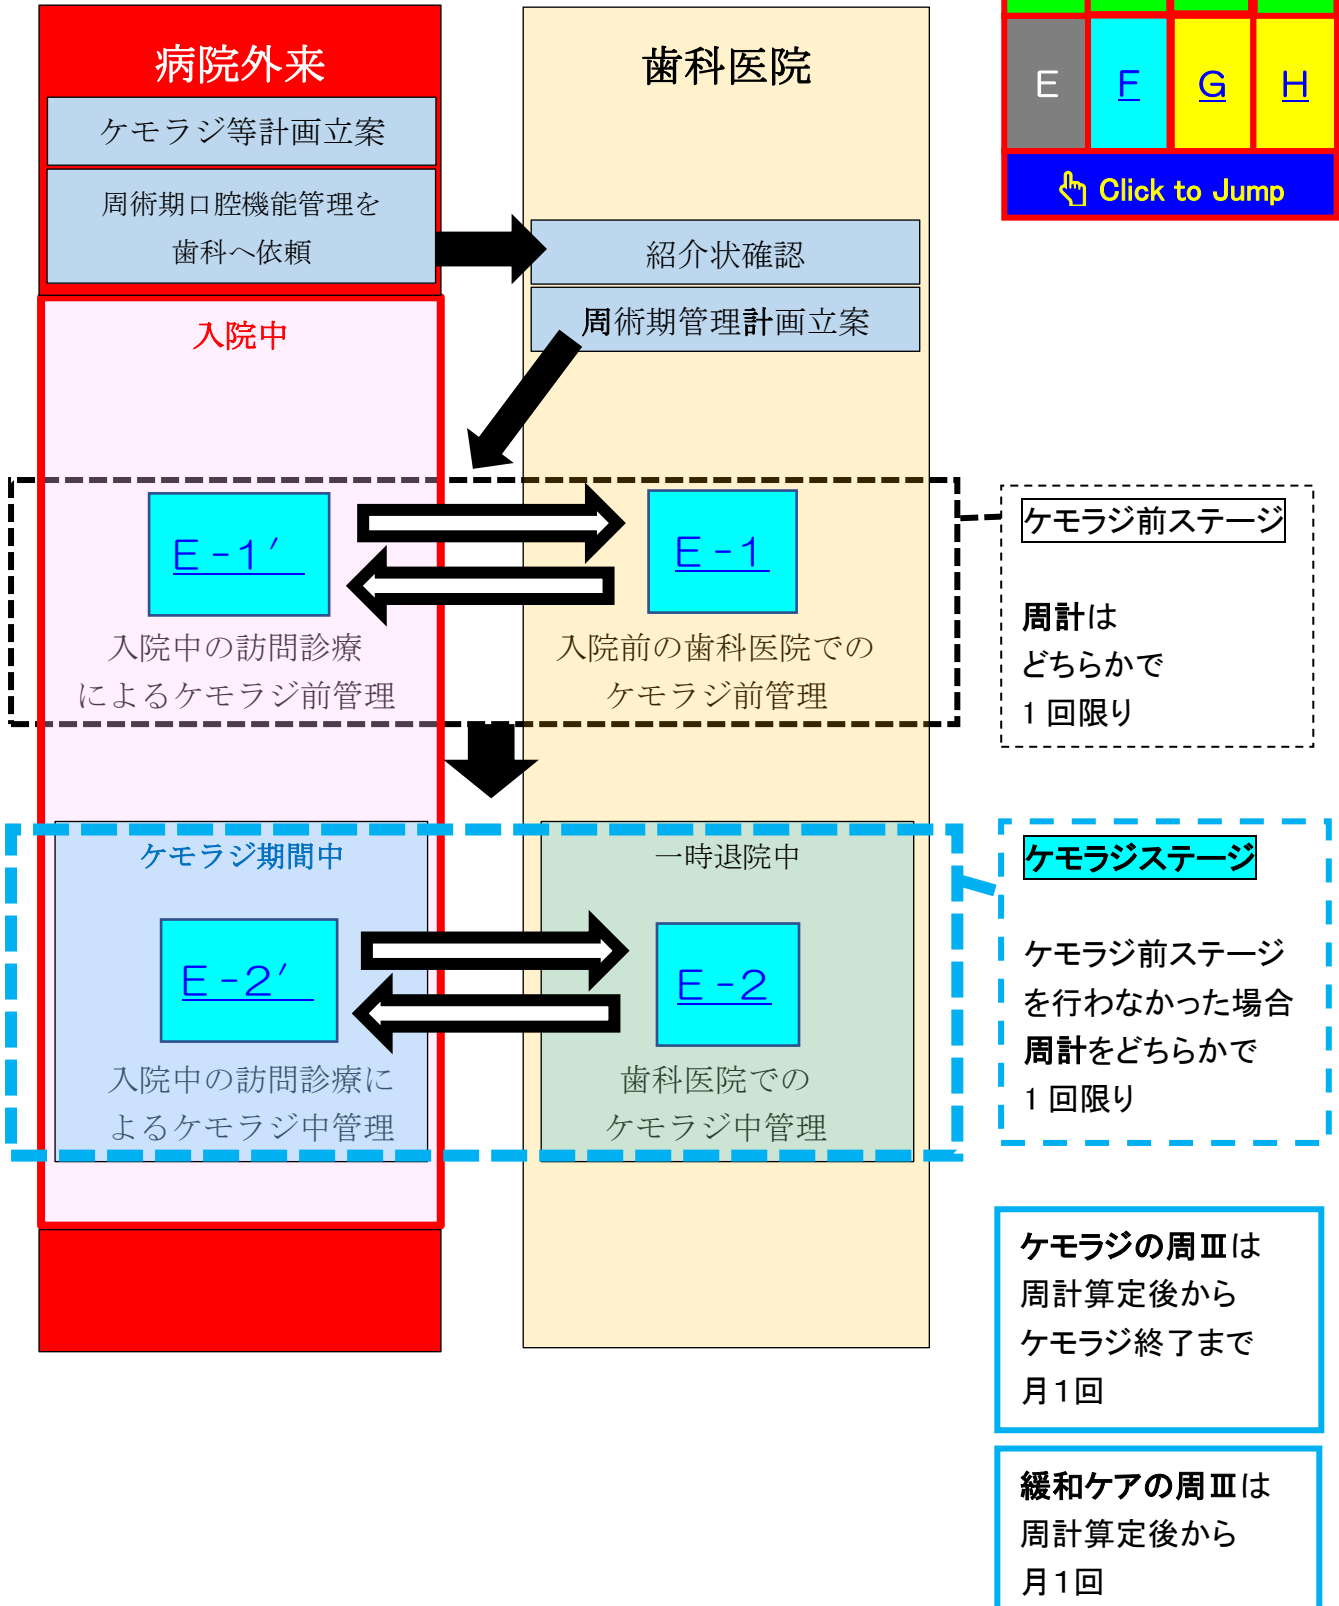 病院外来
ケモラジ等計画立案
周術期口腔機能管理を
歯科へ依頼
歯科医院
紹介状確認
周術期管理計画立案
E F G H
Click to Jump
入院中
E-1′
入院中の訪問診療
によるケモラジ前管理
E-1
入院前の歯科医院での
ケモラジ前管理
ケモラジ前ステージ
周計は
どちらかで
1回限り
ケモラジ期間中
E-2′
入院中の訪問診療に
よるケモラジ中管理
一時退院中
E-2
歯科医院での
ケモラジ中管理
ケモラジステージ
ケモラジ前ステージ
を行わなかった場合
周計をどちらかで
1回限り
ケモラジの周Ⅲは
周計算定後から
ケモラジ終了まで
月1回
緩和ケアの周Ⅲは
周計算定後から
月1回